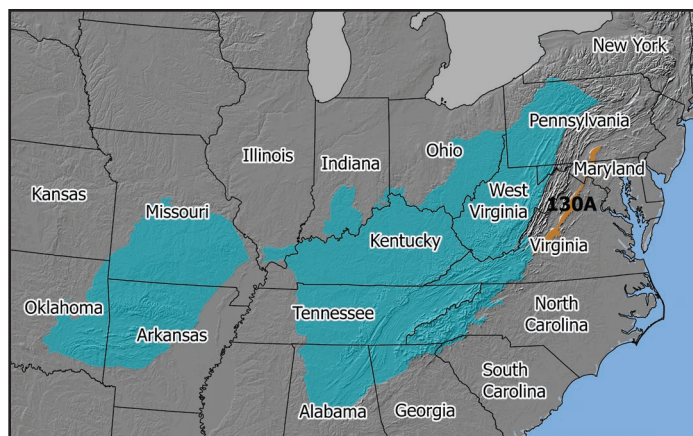 New York
Pennsylvania
Ohio
Illinois
Indiana
Maryland
Kansas
West
Virginia
130A
Missouri
Kentucky
Virginia
Oklahoma
Tennessee
North
Carolina
Arkansas
South
Carolina
Alabama
Georgia